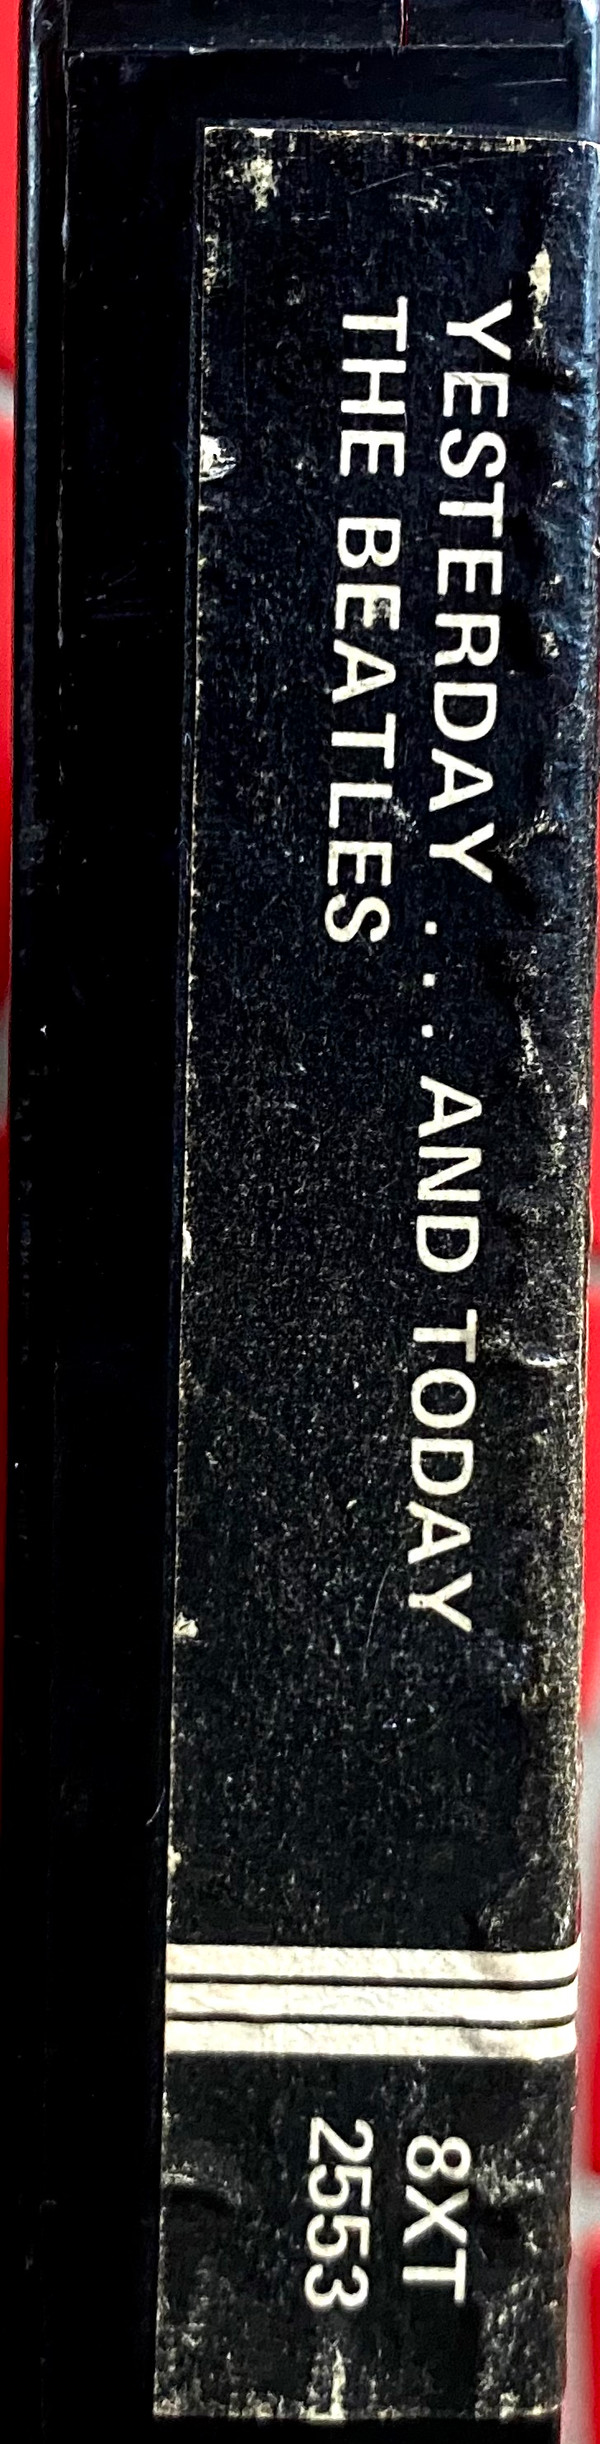 YESTERDAY ... AND TODAY
THE BEATLES
8XT
2553